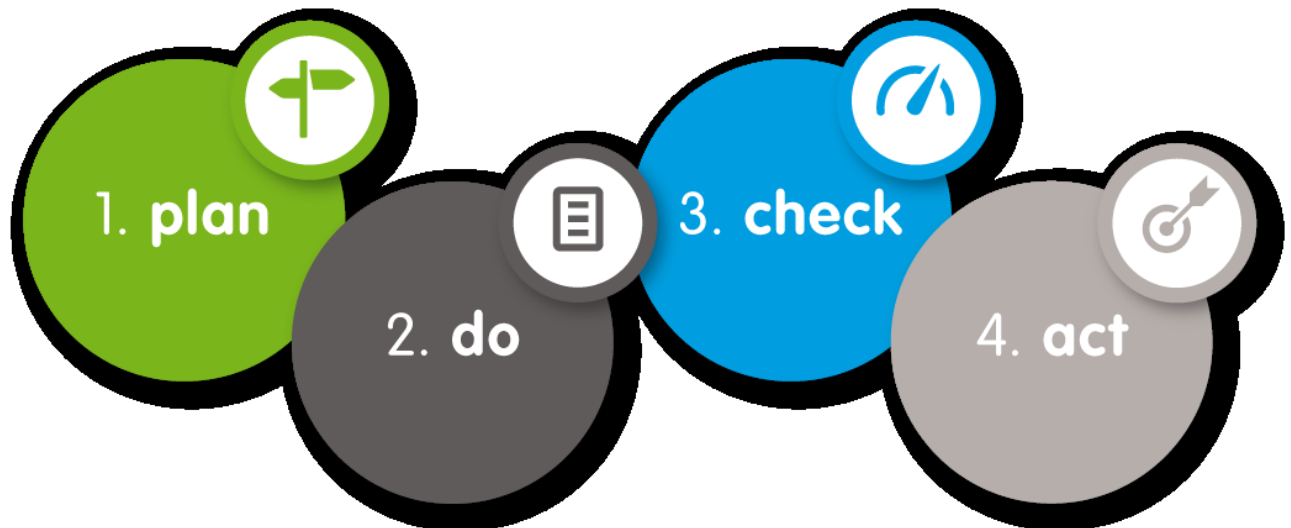 1. plan
2. do
3. check
4. act